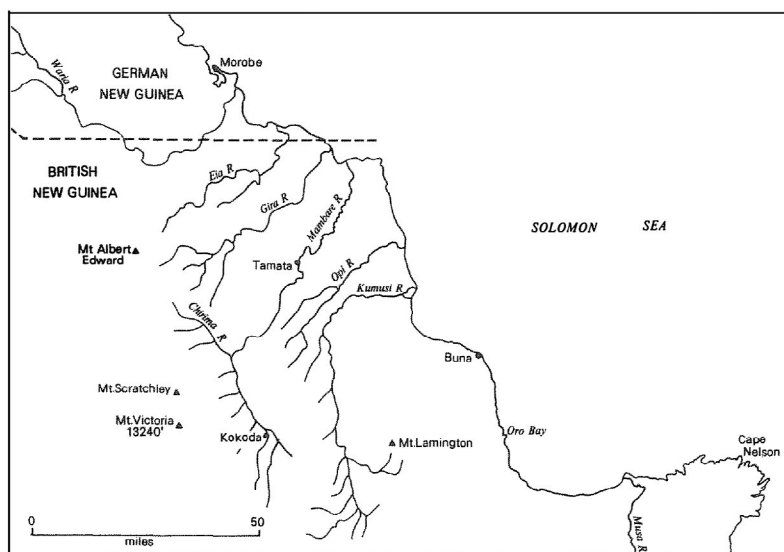 Morobe
Waria R
GERMAN
NEW GUINEA
BRITISH
NEW GUINEA
Eia R
Gira R
Mambare R
SOLOMON SEA
Mt Albert
Edward
Tamata
Opi R
Kumusi R
Chirima R
Buna
Mt.Scratchley
Mt.Victoria
13240'
Kokoda
Mt.Lamington
Oro Bay
Cape
Nelson
Musa R
0 50
miles